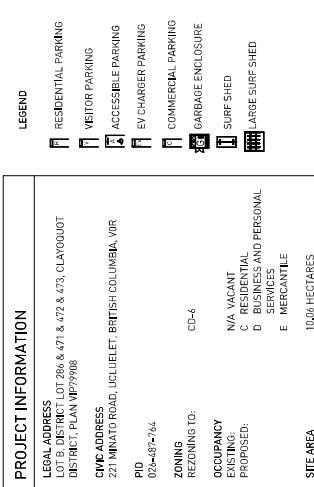 PROJECT INFORMATION
LEGAL ADDRESS
LOT B, DISTRICT LOT 286 & 471 & 472 & 473, CLAYOQUOT
DISTRICT, PLAN VIP79908
CIVIC ADDRESS
221 MINATO ROAD, UCLUELET, BRITISH COLUMBIA, V0R
PID
026-487-764
ZONING
REZONING TO: CD-6
OCCUPANCY
EXISTING: N/A VACANT
PROPOSED: C RESIDENTIAL
D BUSINESS AND PERSONAL
SERVICES
E MERCANTILE
SITE AREA 10.06 HECTARES
LEGEND
R RESIDENTIAL PARKING
V VISITOR PARKING
A ACCESSIBLE PARKING
EV CHARGER PARKING
C COMMERCIAL PARKING
G GARBAGE ENCLOSURE
SURF SHED
LARGE SURF SHED